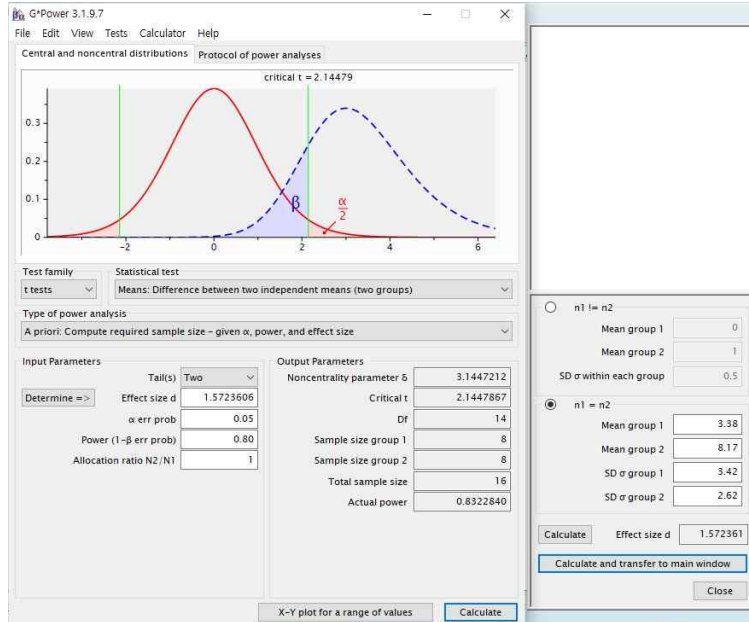 G*Power 3.1.9.7
File Edit View Tests Calculator Help
Central and noncentral distributions Protocol of power analyses
critical t = 2.14479
0.3
0.2
0.1
0
β
α
2
-2 0 2 4 6
Test family
t tests
Statistical test
Means: Difference between two independent means (two groups)
Type of power analysis
A priori: Compute required sample size – given α, power, and effect size
Input Parameters
Tail(s) Two
Determine => Effect size d 1.5723606
α err prob 0.05
Power (1-β err prob) 0.80
Allocation ratio N2/N1 1
Output Parameters
Noncentrality parameter δ 3.1447212
Critical t 2.1447867
Df 14
Sample size group 1 8
Sample size group 2 8
Total sample size 16
Actual power 0.8322840
X-Y plot for a range of values Calculate
n1 != n2
Mean group 1 0
Mean group 2 1
SD σ within each group 0.5
n1 = n2
Mean group 1 3.38
Mean group 2 8.17
SD σ group 1 3.42
SD σ group 2 2.62
Calculate Effect size d 1.572361
Calculate and transfer to main window
Close